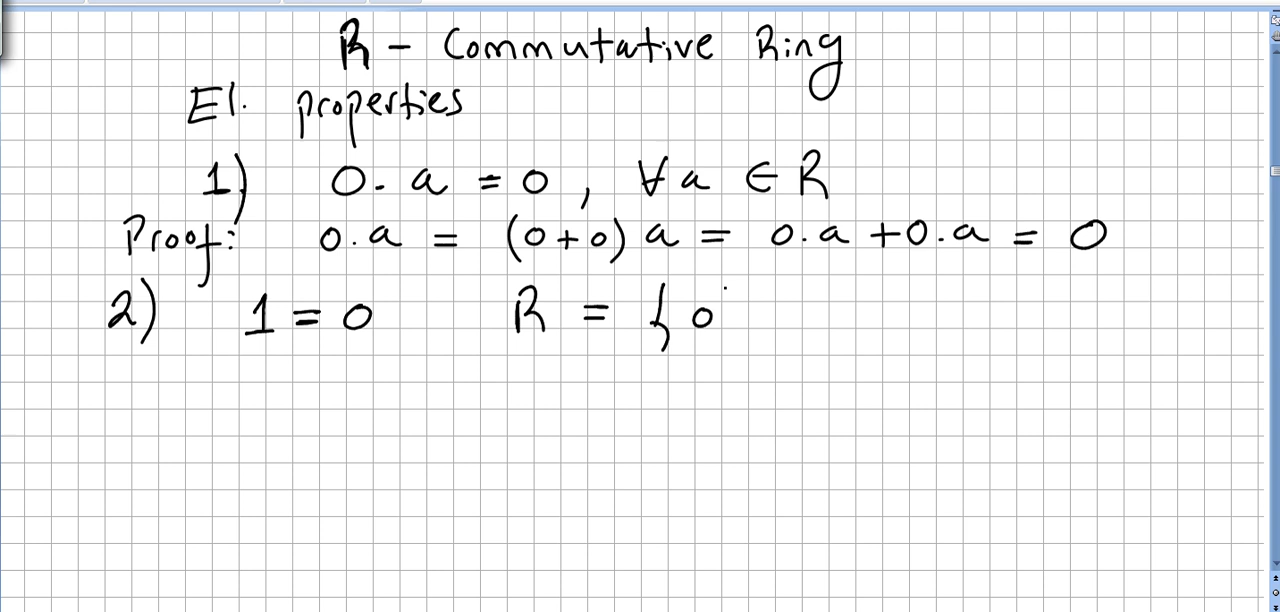 R - Commutative Ring
El. properties
1) 0. a = 0 , ∀ a ∈ R
Proof: 0.a = (0+0) a = 0.a + 0.a = 0
2) 1 = 0 R = { 0